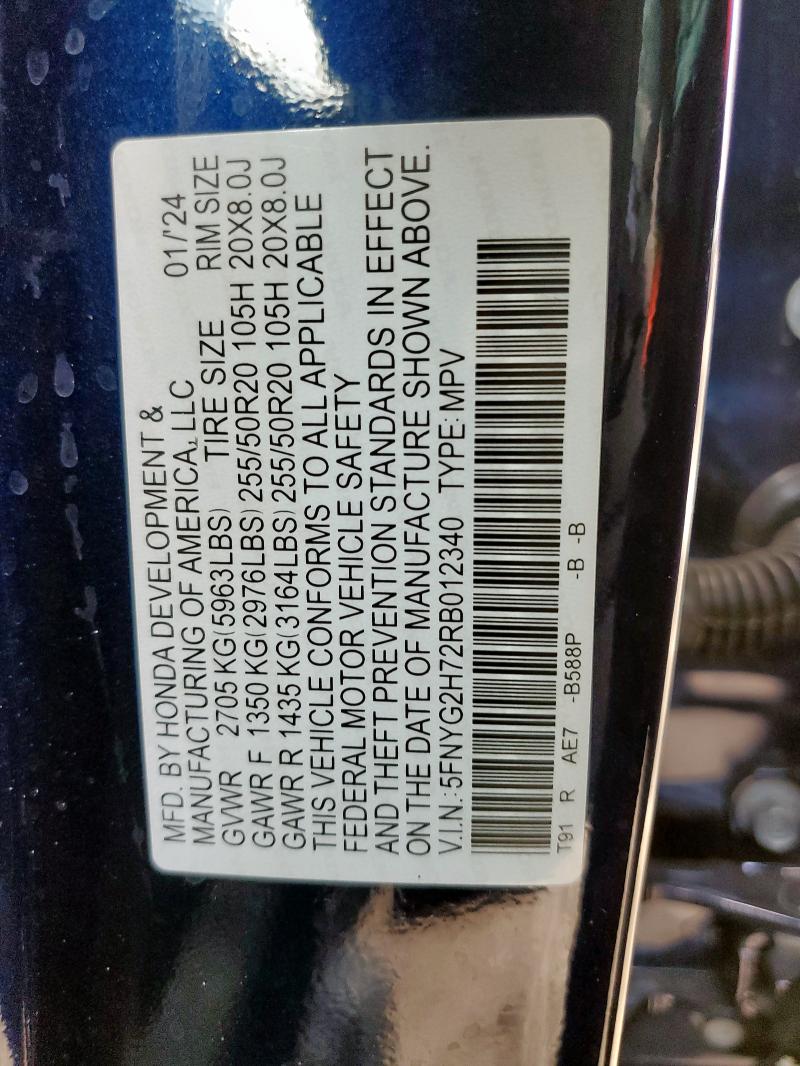 MFD. BY HONDA DEVELOPMENT &
MANUFACTURING OF AMERICA, LLC 01/'24
GVWR 2705 KG(5963LBS) TIRE SIZE RIM SIZE
GAWR F 1350 KG(2976LBS) 255/50R20 105H 20X8.0J
GAWR R 1435 KG(3164LBS) 255/50R20 105H 20X8.0J
THIS VEHICLE CONFORMS TO ALL APPLICABLE
FEDERAL MOTOR VEHICLE SAFETY
AND THEFT PREVENTION STANDARDS IN EFFECT
ON THE DATE OF MANUFACTURE SHOWN ABOVE.
V.I.N.: 5FNYG2H72RB012340 TYPE: MPV
T91 R AE7 -B588P -B -B